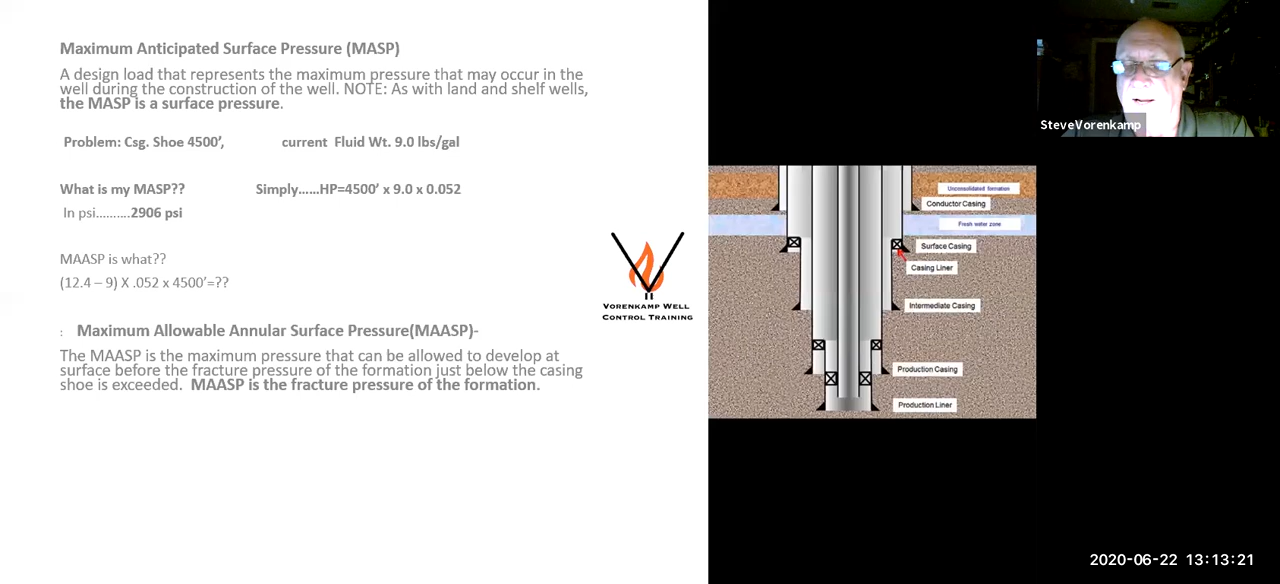 Maximum Anticipated Surface Pressure (MASP)
A design load that represents the maximum pressure that may occur in the
well during the construction of the well. NOTE: As with land and shelf wells,
the MASP is a surface pressure.
Problem: Csg. Shoe 4500’, current Fluid Wt. 9.0 lbs/gal
What is my MASP?? Simply……HP=4500’ x 9.0 x 0.052
In psi……….2906 psi
MAASP is what??
(12.4 – 9) X .052 x 4500’=??
: Maximum Allowable Annular Surface Pressure(MAASP)-
The MAASP is the maximum pressure that can be allowed to develop at
surface before the fracture pressure of the formation just below the casing
shoe is exceeded. MAASP is the fracture pressure of the formation.
VORENKAMP WELL
CONTROL TRAINING
Unconsolidated formation
Conductor Casing
Fresh water zone
Surface Casing
Casing Liner
Intermediate Casing
Production Casing
Production Liner
SteveVorenkamp
2020-06-22 13:13:21